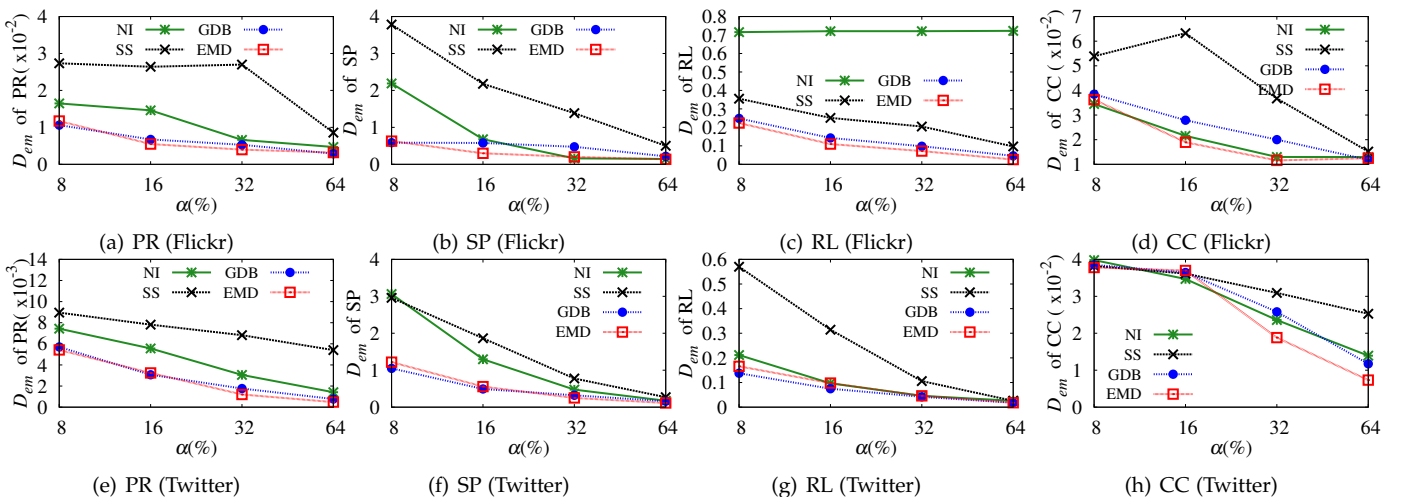 D_em of PR( x10^-2)
4
3
2
1
0
NI GDB
SS EMD
8 16 32 64
α(%)
(a) PR (Flickr)
D_em of SP
4
3
2
1
0
NI GDB
SS EMD
8 16 32 64
α(%)
(b) SP (Flickr)
D_em of RL
0.8
0.7
0.6
0.5
0.4
0.3
0.2
0.1
0
NI GDB
SS EMD
8 16 32 64
α(%)
(c) RL (Flickr)
D_em of CC ( x10^-2)
7
6
5
4
3
2
1
NI
SS
GDB
EMD
8 16 32 64
α(%)
(d) CC (Flickr)
D_em of PR( x10^-3)
14
12
10
8
6
4
2
0
NI GDB
SS EMD
8 16 32 64
α(%)
(e) PR (Twitter)
D_em of SP
4
3
2
1
0
NI
SS
GDB
EMD
8 16 32 64
α(%)
(f) SP (Twitter)
D_em of RL
0.6
0.5
0.4
0.3
0.2
0.1
0
NI
SS
GDB
EMD
8 16 32 64
α(%)
(g) RL (Twitter)
D_em of CC ( x10^-2)
4
3
2
1
0
NI
SS
GDB
EMD
8 16 32 64
α(%)
(h) CC (Twitter)